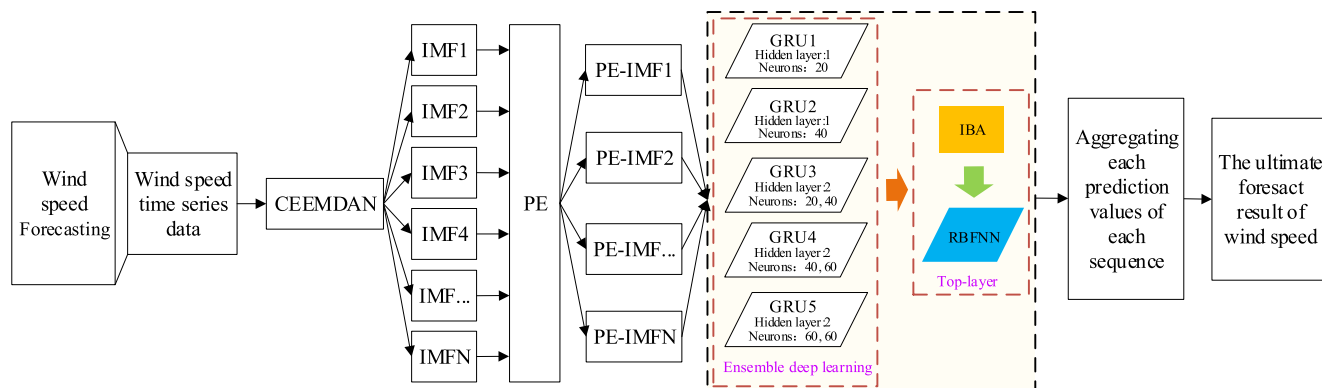 Wind
speed
Forecasting
Wind speed
time series
data
CEEMDAN
IMF1
IMF2
IMF3
IMF4
IMF...
IMFN
PE
PE-IMF1
PE-IMF2
PE-IMF...
PE-IMFN
GRU1
Hidden layer:1
Neurons: 20
GRU2
Hidden layer:1
Neurons: 40
GRU3
Hidden layer:2
Neurons: 20, 40
GRU4
Hidden layer:2
Neurons: 40, 60
GRU5
Hidden layer:2
Neurons: 60, 60
Ensemble deep learning
IBA
RBFNN
Top-layer
Aggregating
each
prediction
values of
each
sequence
The ultimate
foresact
result of
wind speed